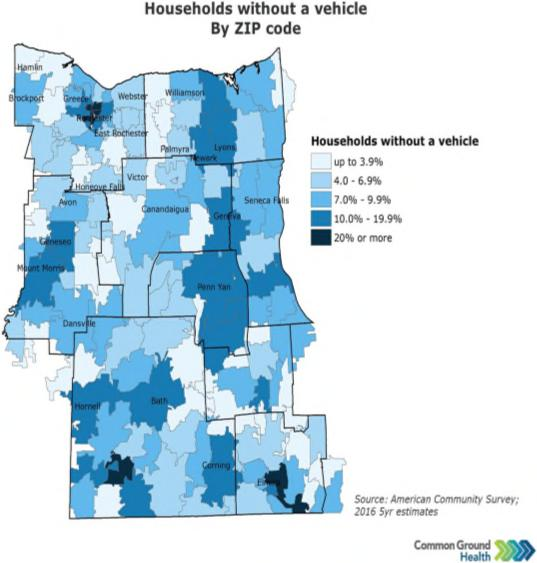 Households without a vehicle
By ZIP code
Hamlin
Brockport
Greece
Webster
Williamson
Rochester
East Rochester
Palmyra
Lyons
Newark
Honeoye Falls
Victor
Avon
Canandaigua
Geneva
Seneca Falls
Geneseo
Mount Morris
Penn Yan
Dansville
Hornell
Bath
Corning
Households without a vehicle
up to 3.9%
4.0 - 6.9%
7.0% - 9.9%
10.0% - 19.9%
20% or more
Source: American Community Survey;
2016 5yr estimates
Common Ground
Health